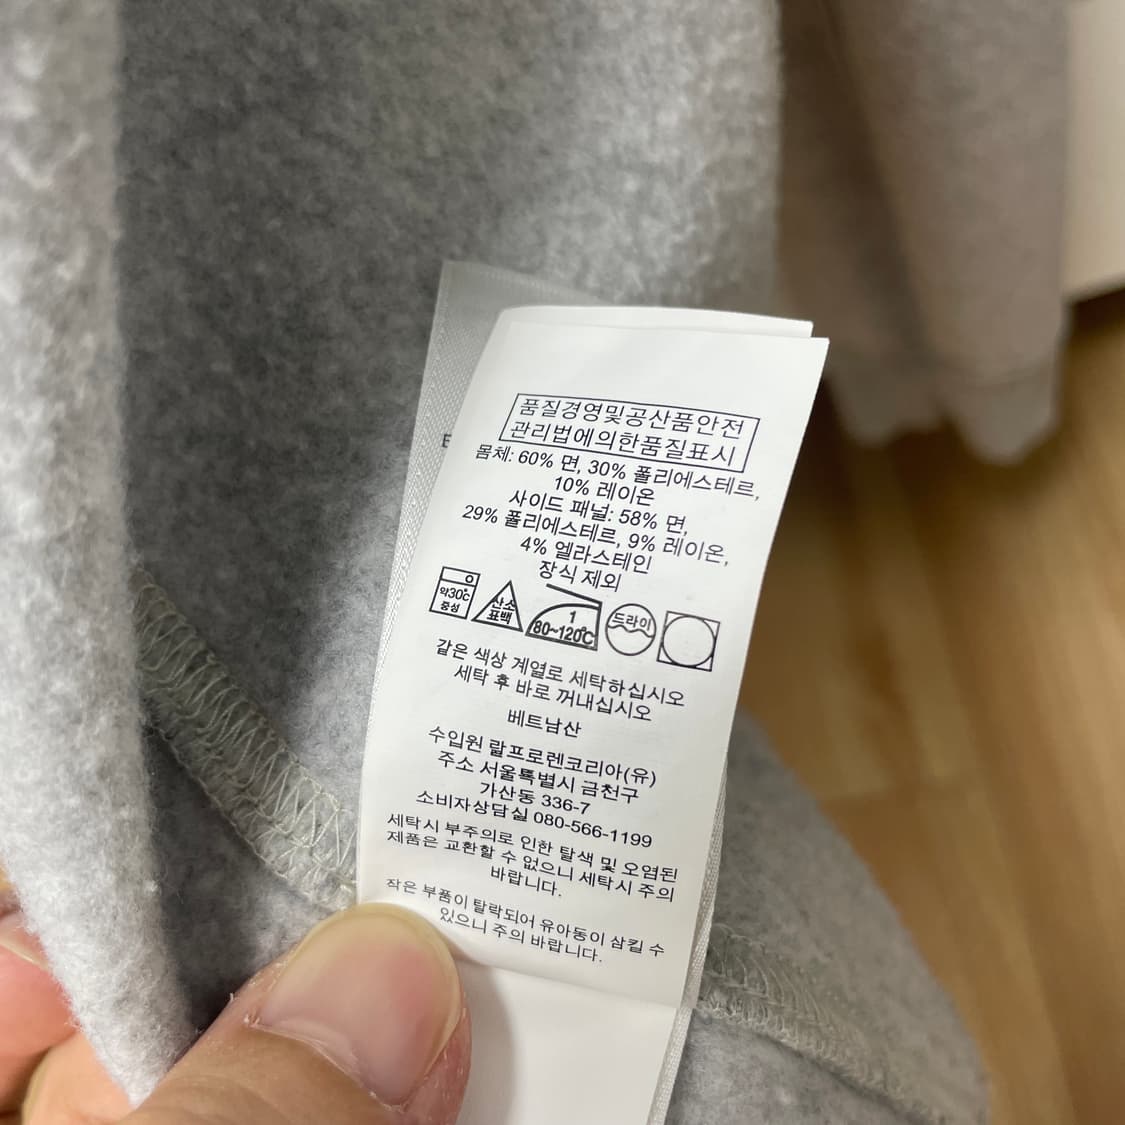 품질경영및공산품안전
관리법에의한품질표시
몸체: 60% 면, 30% 폴리에스테르,
10% 레이온
사이드 패널: 58% 면,
29% 폴리에스테르, 9% 레이온,
4% 엘라스테인
장식 제외
약30℃
중성
산소
표백
1
80~120℃
드라이
같은 색상 계열로 세탁하십시오
세탁 후 바로 꺼내십시오
베트남산
수입원 랄프로렌코리아(유)
주소 서울특별시 금천구
가산동 336-7
소비자상담실 080-566-1199
세탁시 부주의로 인한 탈색 및 오염된
제품은 교환할 수 없으니 세탁시 주의
바랍니다.
작은 부품이 탈락되어 유아동이 삼킬 수
있으니 주의 바랍니다.